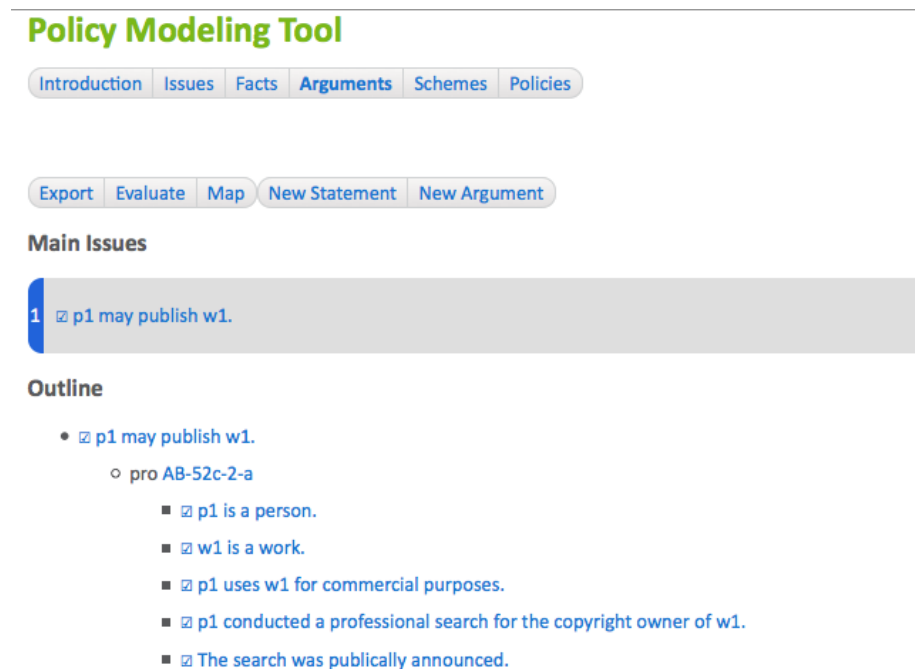 Policy Modeling Tool
Introduction Issues Facts Arguments Schemes Policies
Export Evaluate Map New Statement New Argument
Main Issues
1 ☑ p1 may publish w1.
Outline
• ☑ p1 may publish w1.
○ pro AB-52c-2-a
■ ☑ p1 is a person.
■ ☑ w1 is a work.
■ ☑ p1 uses w1 for commercial purposes.
■ ☑ p1 conducted a professional search for the copyright owner of w1.
■ ☑ The search was publically announced.